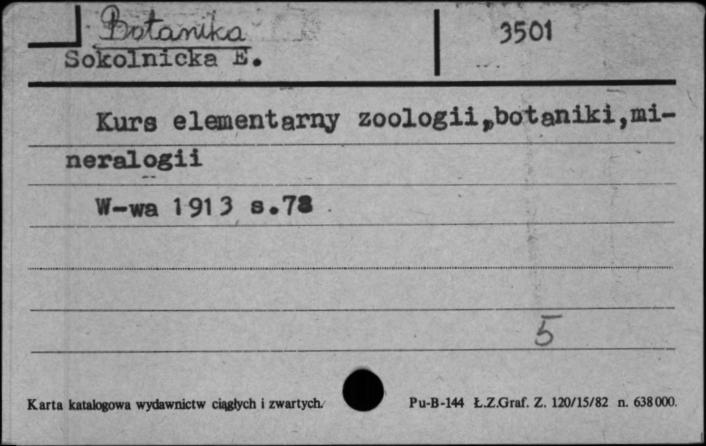 Botanika
3501
Sokolnicka E.
Kurs elementarny zoologii,botaniki,mi-
neralogii
W-wa 1913 s.78
5
Karta katalogowa wydawnictw ciągłych i zwartych.
Pu-B-144 Ł.Z.Graf. Z. 120/15/82 n. 638000.